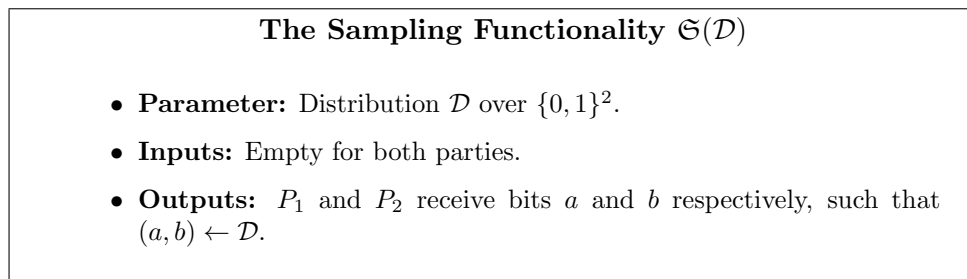 The Sampling Functionality 𝔖(𝒟)
• Parameter: Distribution 𝒟 over {0, 1}².
• Inputs: Empty for both parties.
• Outputs: P₁ and P₂ receive bits a and b respectively, such that
(a, b) ← 𝒟.